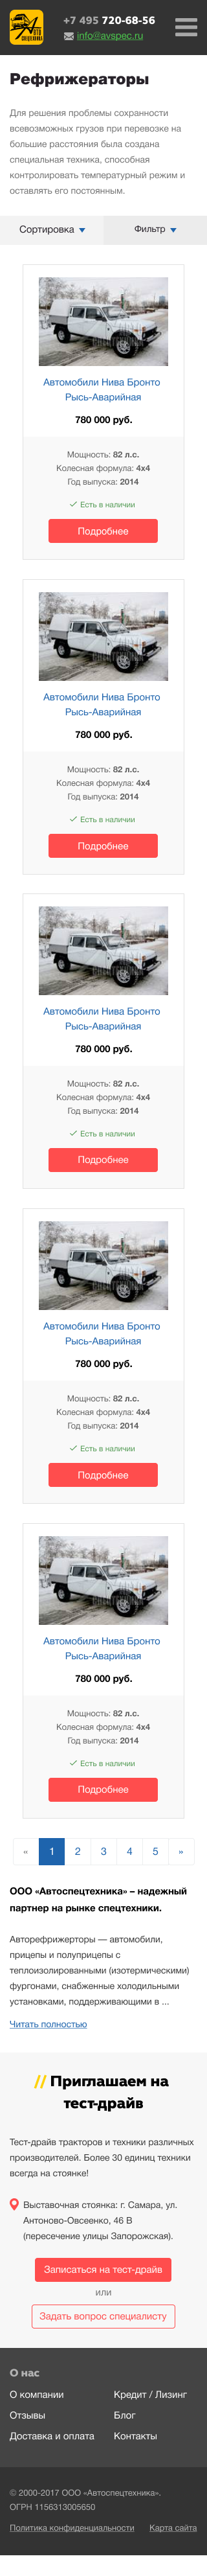 +7 495 720-68-56
info@avspec.ru
Рефрижераторы
Для решения проблемы сохранности
всевозможных грузов при перевозке на
большие расстояния была создана
специальная техника, способная
контролировать температурный режим и
оставлять его постоянным.
Сортировка Фильтр
Автомобили Нива Бронто
Рысь-Аварийная
780 000 руб.
Мощность: 82 л.с.
Колесная формула: 4x4
Год выпуска: 2014
Есть в наличии
Подробнее
Автомобили Нива Бронто
Рысь-Аварийная
780 000 руб.
Мощность: 82 л.с.
Колесная формула: 4x4
Год выпуска: 2014
Есть в наличии
Подробнее
Автомобили Нива Бронто
Рысь-Аварийная
780 000 руб.
Мощность: 82 л.с.
Колесная формула: 4x4
Год выпуска: 2014
Есть в наличии
Подробнее
Автомобили Нива Бронто
Рысь-Аварийная
780 000 руб.
Мощность: 82 л.с.
Колесная формула: 4x4
Год выпуска: 2014
Есть в наличии
Подробнее
Автомобили Нива Бронто
Рысь-Аварийная
780 000 руб.
Мощность: 82 л.с.
Колесная формула: 4x4
Год выпуска: 2014
Есть в наличии
Подробнее
« 1 2 3 4 5 »
ООО «Автоспецтехника» – надежный
партнер на рынке спецтехники.
Авторефрижерторы — автомобили,
прицепы и полуприцепы с
теплоизолированными (изотермическими)
фургонами, снабженные холодильными
установками, поддерживающими в ...
Читать полностью
// Приглашаем на
тест-драйв
Тест-драйв тракторов и техники различных
производителей. Более 30 единиц техники
всегда на стоянке!
Выставочная стоянка: г. Самара, ул.
Антоново-Овсеенко, 46 В
(пересечение улицы Запорожская).
Записаться на тест-драйв
или
Задать вопрос специалисту
О нас
О компании Кредит / Лизинг
Отзывы Блог
Доставка и оплата Контакты
© 2000-2017 ООО «Автоспецтехника».
ОГРН 1156313005650
Политика конфиденциальности Карта сайта